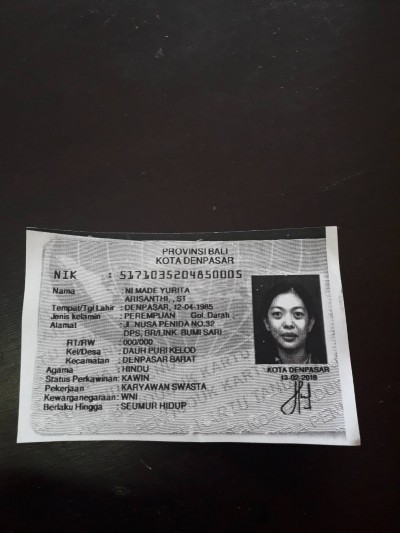 PROVINSI BALI
KOTA DENPASAR
NIK : 5171035204850005
Nama : NI MADE YURITA
ARISANTHI, , ST
Tempat/Tgl Lahir : DENPASAR, 12-04-1985
Jenis kelamin : PEREMPUAN Gol. Darah
Alamat : JL NUSA PENIDA NO.32
DPS, BR/LINK. BUMI SARI
RT/RW : 000/000
Kel/Desa : DAUH PURI KELOD
Kecamatan : DENPASAR BARAT
Agama : HINDU
Status Perkawinan: KAWIN
Pekerjaan : KARYAWAN SWASTA
Kewarganegaraan: WNI
Berlaku Hingga : SEUMUR HIDUP
KOTA DENPASAR
13-02-2018